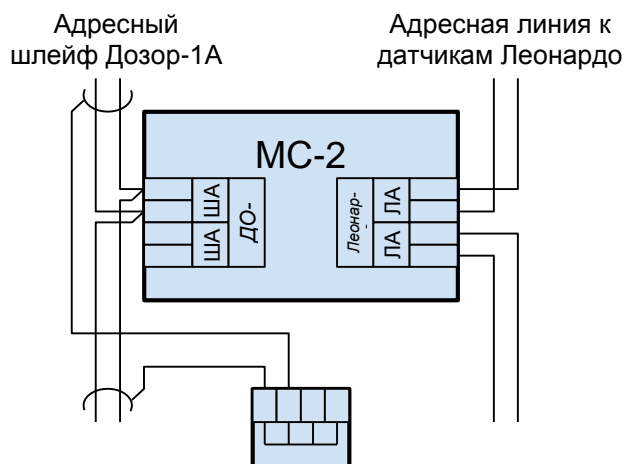 Адресный
шлейф Дозор-1А
Адресная линия к
датчикам Леонардо
МС-2
ША
ША
ДО-
Леонар-
ЛА
ЛА